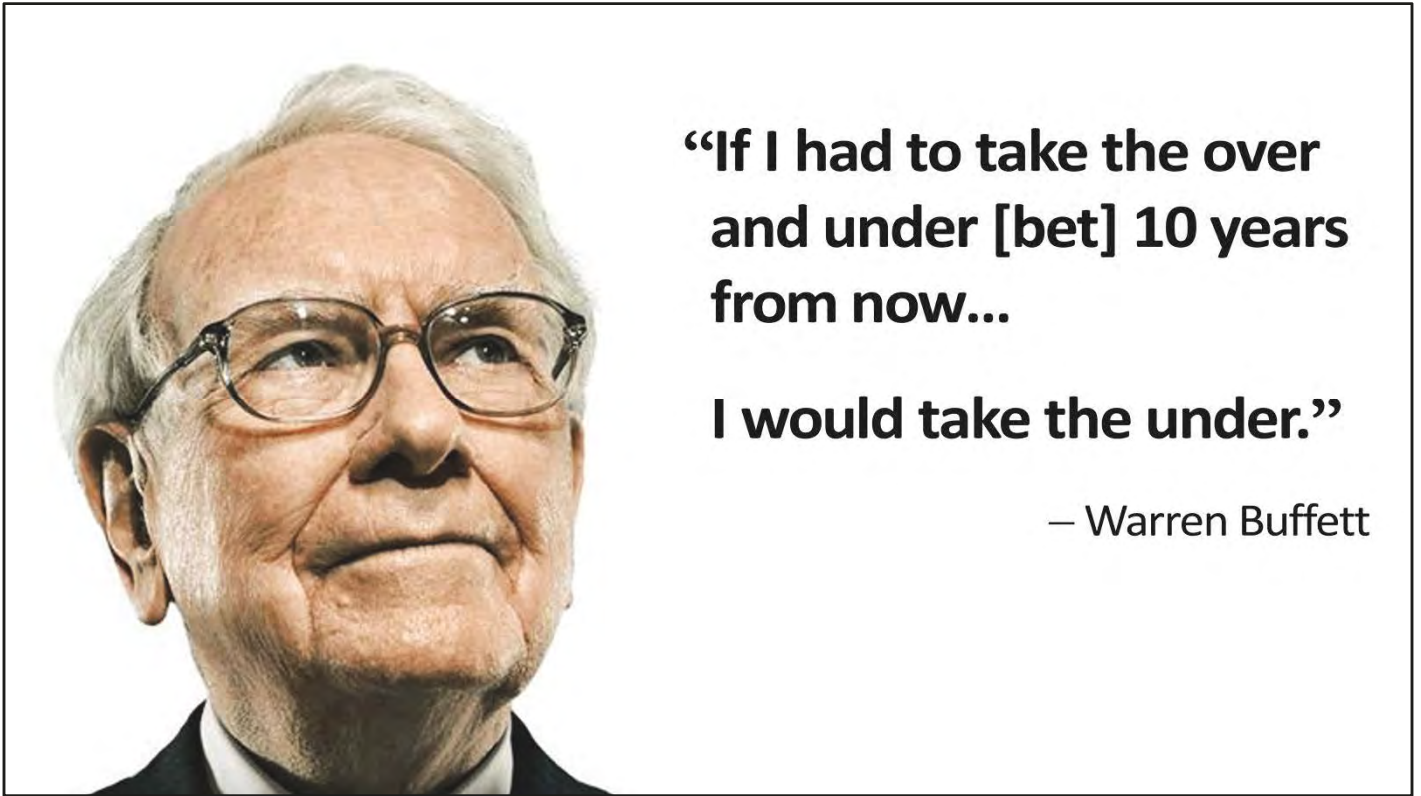 “If I had to take the over
and under [bet] 10 years
from now...
I would take the under.”
– Warren Buffett